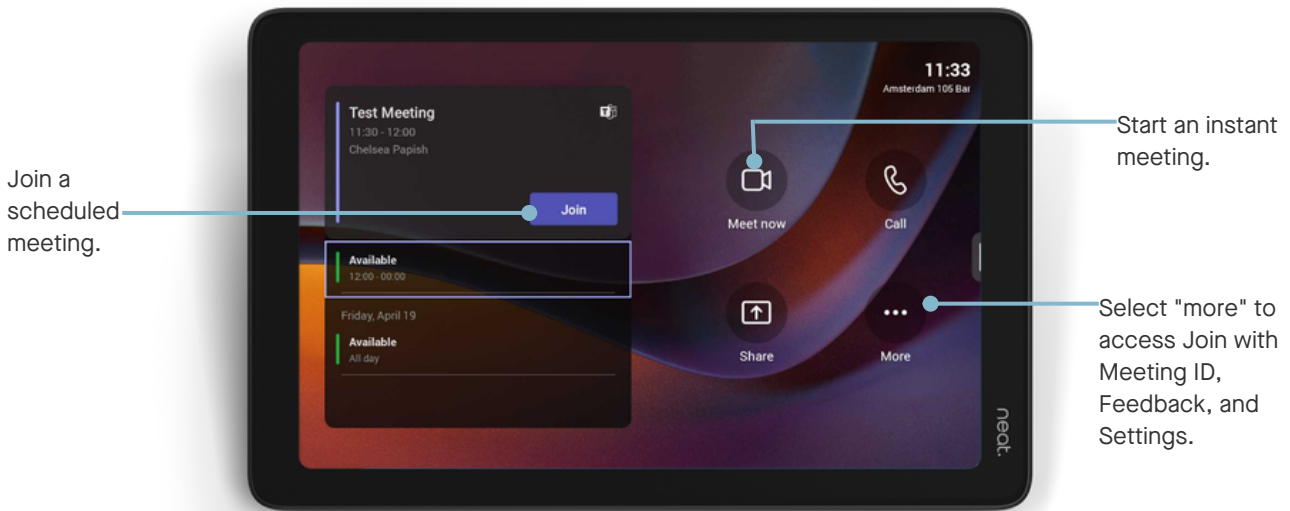 Join a
scheduled
meeting.
Test Meeting
11:30 - 12:00
Chelsea Papish
Join
Available
12:00 - 00:00
Friday, April 19
Available
All day
11:33
Amsterdam 105 Bar
Meet now
Call
Share
More
neat.
Start an instant
meeting.
Select "more" to
access Join with
Meeting ID,
Feedback, and
Settings.